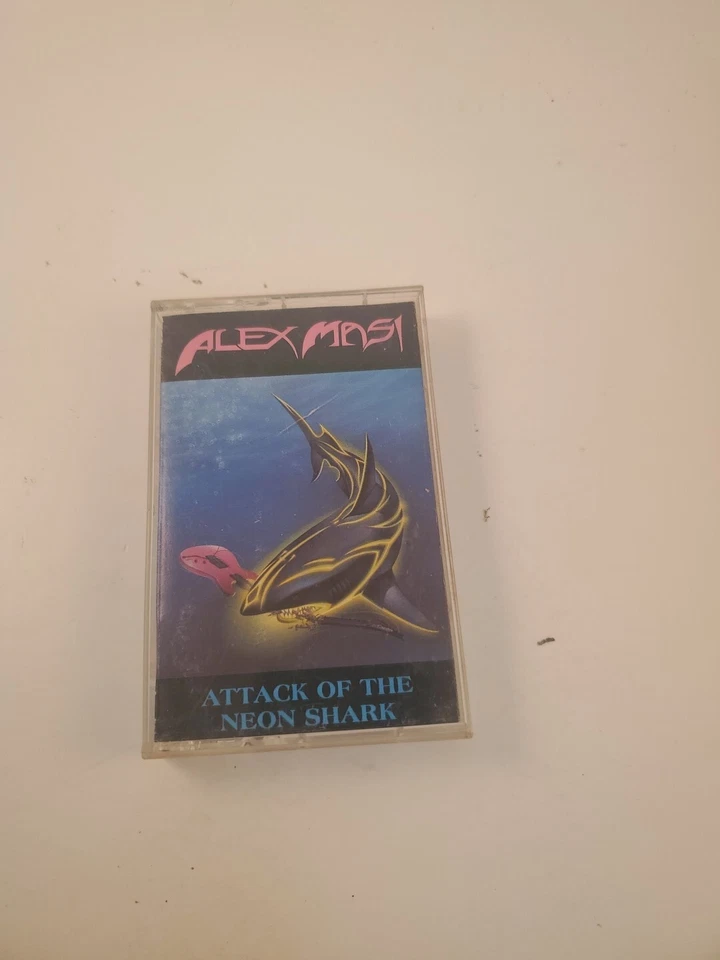 ALEX MASI
ATTACK OF THE
NEON SHARK